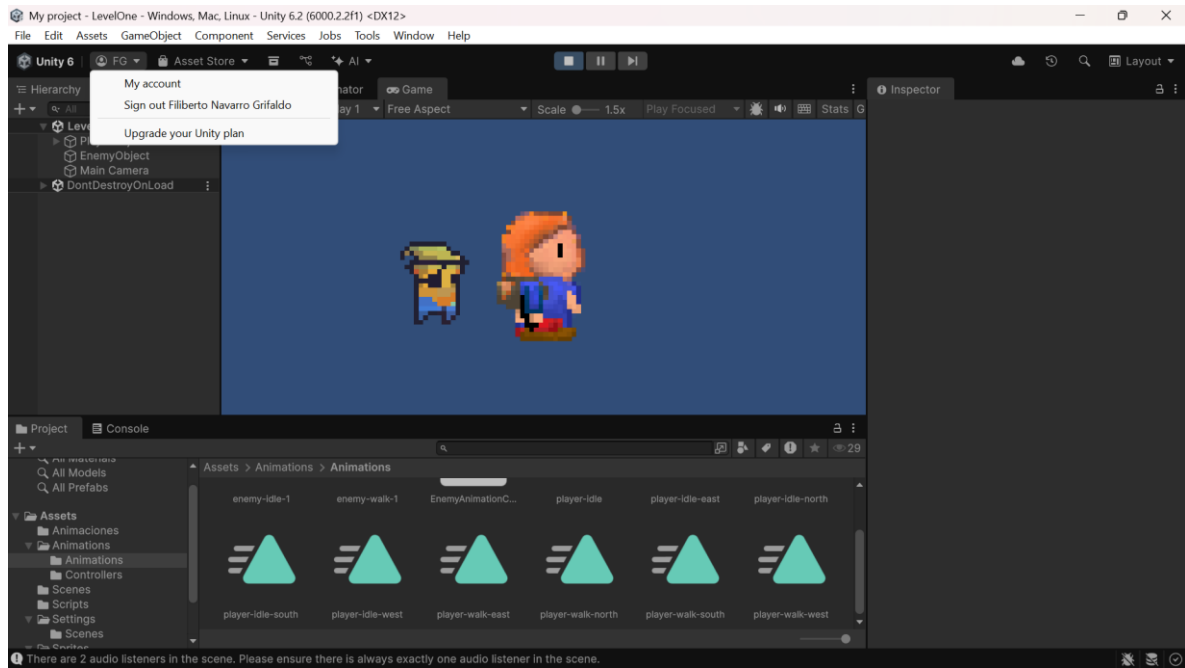 My project - LevelOne - Windows, Mac, Linux - Unity 6.2 (6000.2.2f1) <DX12>
File Edit Assets GameObject Component Services Jobs Tools Window Help
Unity 6 FG Asset Store AI Layout
My account
Sign out Filiberto Navarro Grifaldo
Upgrade your Unity plan
Hierarchy Game Inspector
All Free Aspect Scale 1.5x Play Focused Stats G
EnemyObject
Main Camera
DontDestroyOnLoad
Project Console
29
All Materials
All Models
All Prefabs
Assets > Animations > Animations
enemy-idle-1 enemy-walk-1 EnemyAnimationC... player-idle player-idle-east player-idle-north
Assets
Animaciones
Animations
Animations
Controllers
Scenes
Scripts
Settings
Scenes
Sprites
player-idle-south player-idle-west player-walk-east player-walk-north player-walk-south player-walk-west
There are 2 audio listeners in the scene. Please ensure there is always exactly one audio listener in the scene.